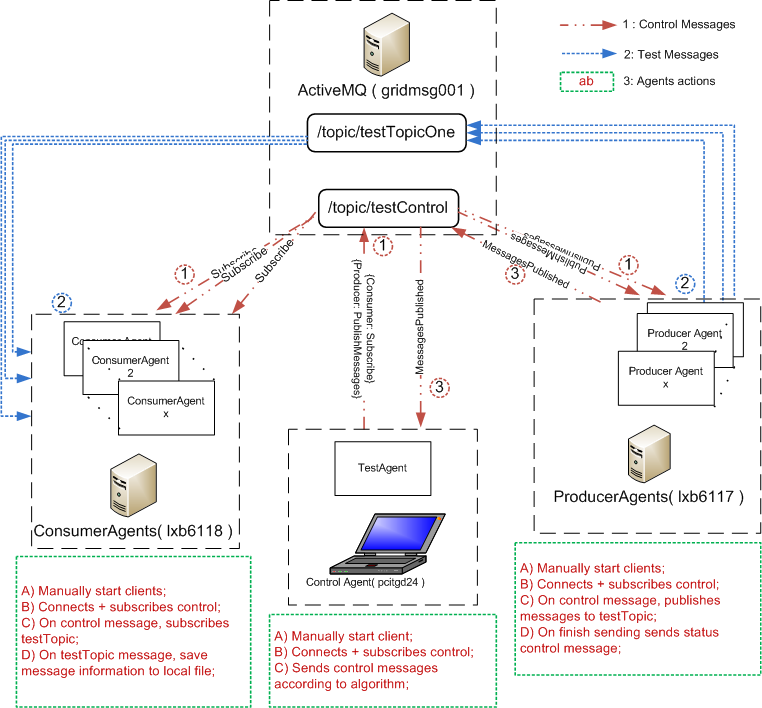 1 : Control Messages
2: Test Messages
ab
3: Agents actions
ActiveMQ ( gridmsg001 )
/topic/testTopicOne
/topic/testControl
Subscribe
Subscribe
1
2
1
{Consumer: Subscribe}
{Producer: PublishMessages}
MessagesPublished
3
PublishMessages
MessagesPublished
3
1
2
Consumer Agent
ConsumerAgent
2
ConsumerAgent
x
ConsumerAgents( lxb6118 )
TestAgent
Control Agent( pcitgd24 )
Producer Agent
2
Producer Agent
x
ProducerAgents( lxb6117 )
A) Manually start clients;
B) Connects + subscribes control;
C) On control message, subscribes
testTopic;
D) On testTopic message, save
message information to local file;
A) Manually start client;
B) Connects + subscribes control;
C) Sends control messages
according to algorithm;
A) Manually start clients;
B) Connects + subscribes control;
C) On control message, publishes
messages to testTopic;
D) On finish sending sends status
control message;